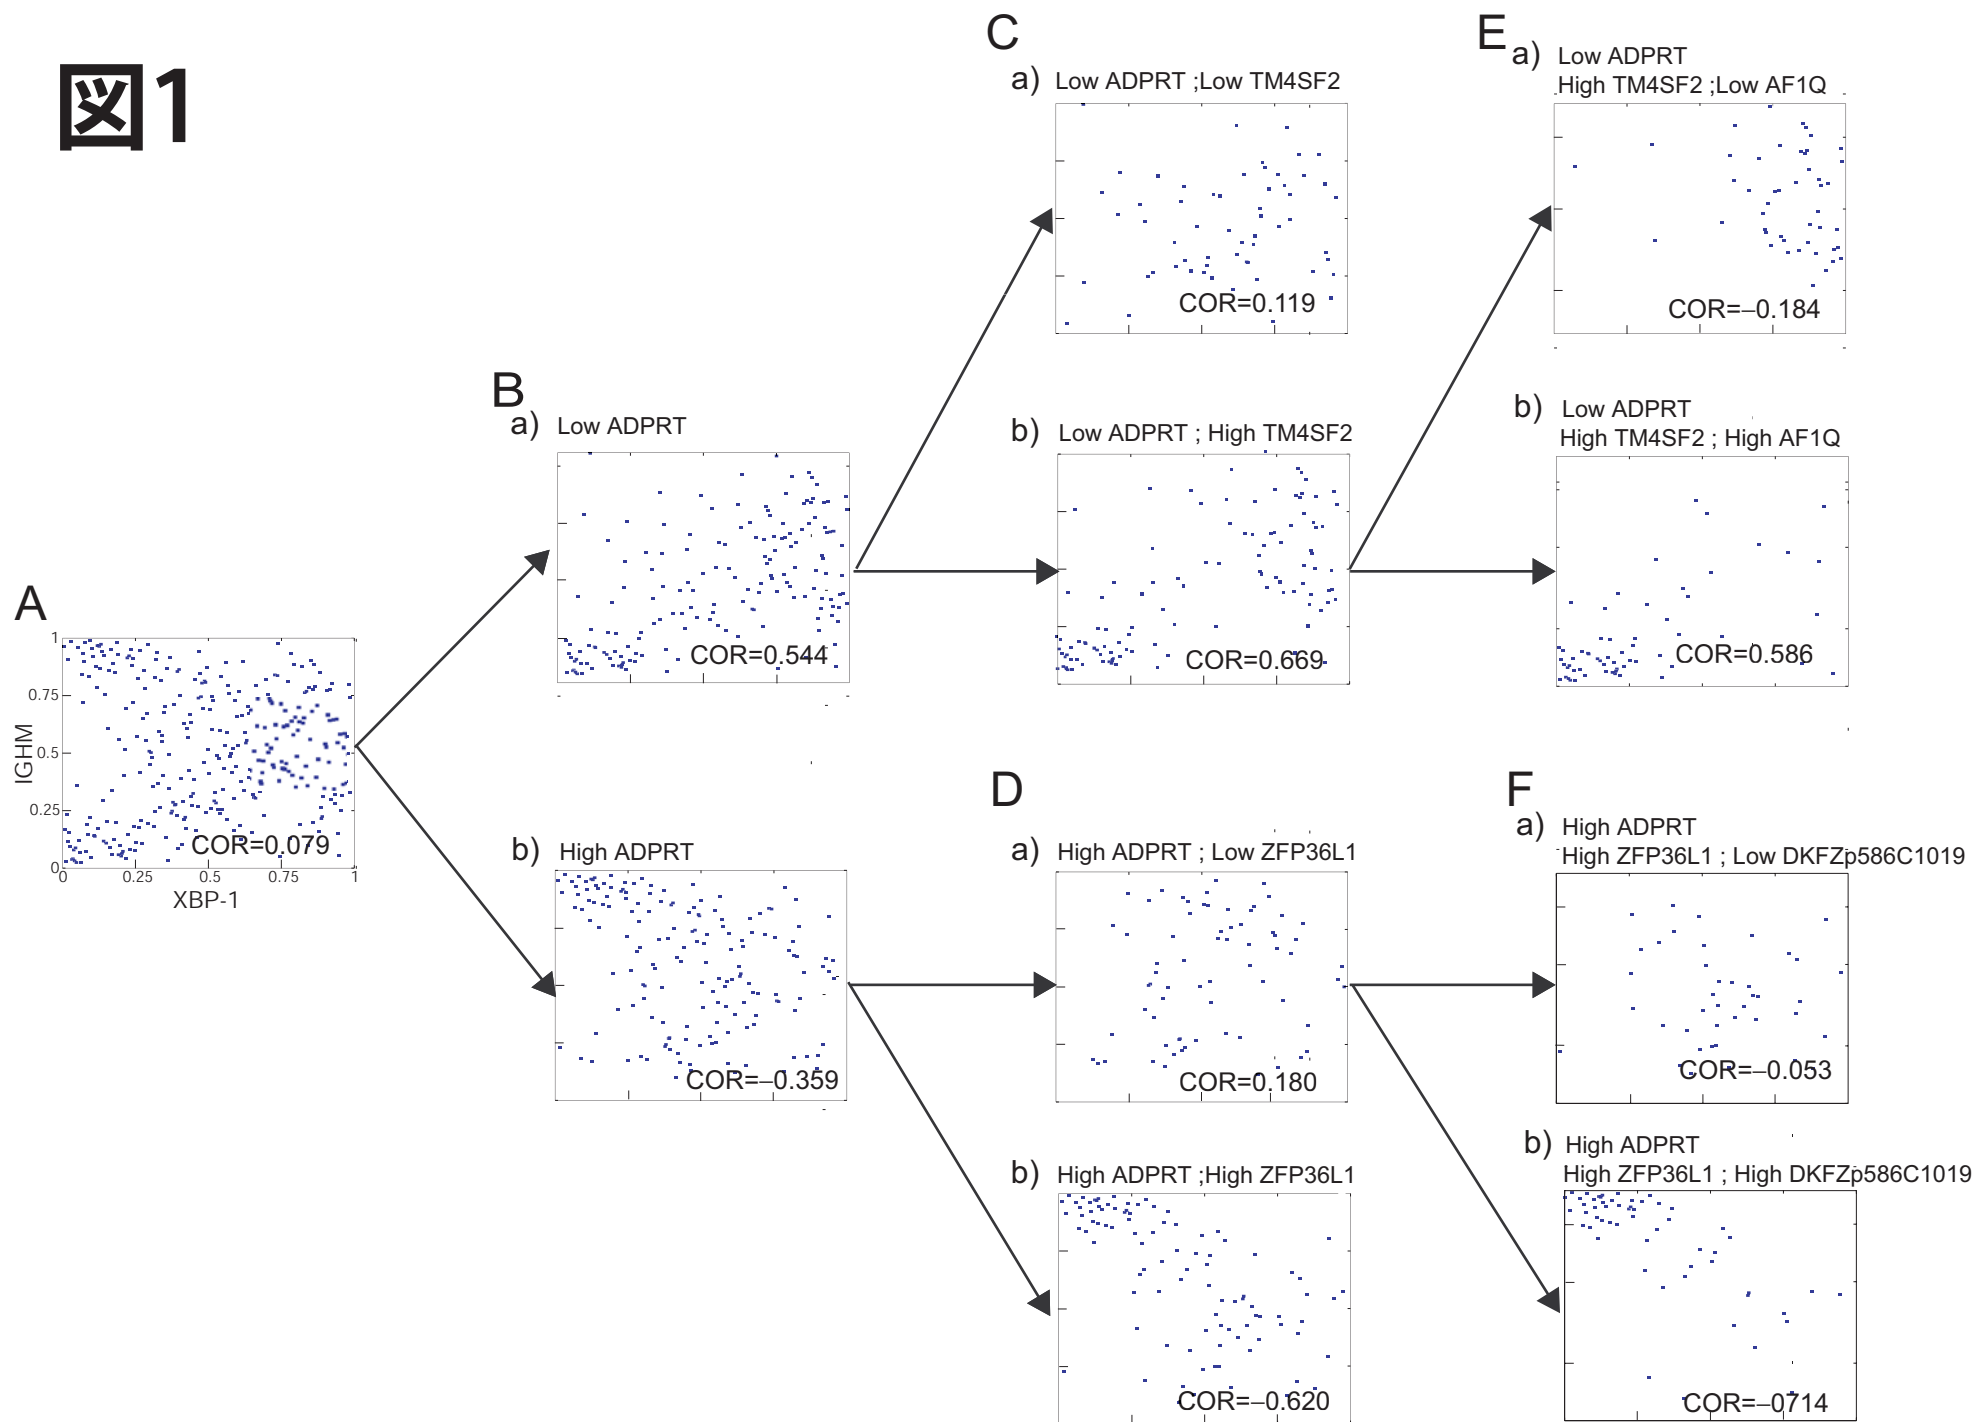 図1
A
1
0.75
0.5
0.25
0
0
0.25
0.5
0.75
1
IGHM
XBP-1
COR=0.079
B
a) Low ADPRT
COR=0.544
b) High ADPRT
COR=−0.359
C
a) Low ADPRT ;Low TM4SF2
COR=0.119
b) Low ADPRT ; High TM4SF2
COR=0.669
D
a) High ADPRT ; Low ZFP36L1
COR=0.180
b) High ADPRT ;High ZFP36L1
COR=−0.620
E
a) Low ADPRT
High TM4SF2 ;Low AF1Q
COR=−0.184
b) Low ADPRT
High TM4SF2 ; High AF1Q
COR=0.586
F
a) High ADPRT
High ZFP36L1 ; Low DKFZp586C1019
COR=−0.053
b) High ADPRT
High ZFP36L1 ; High DKFZp586C1019
COR=−0714